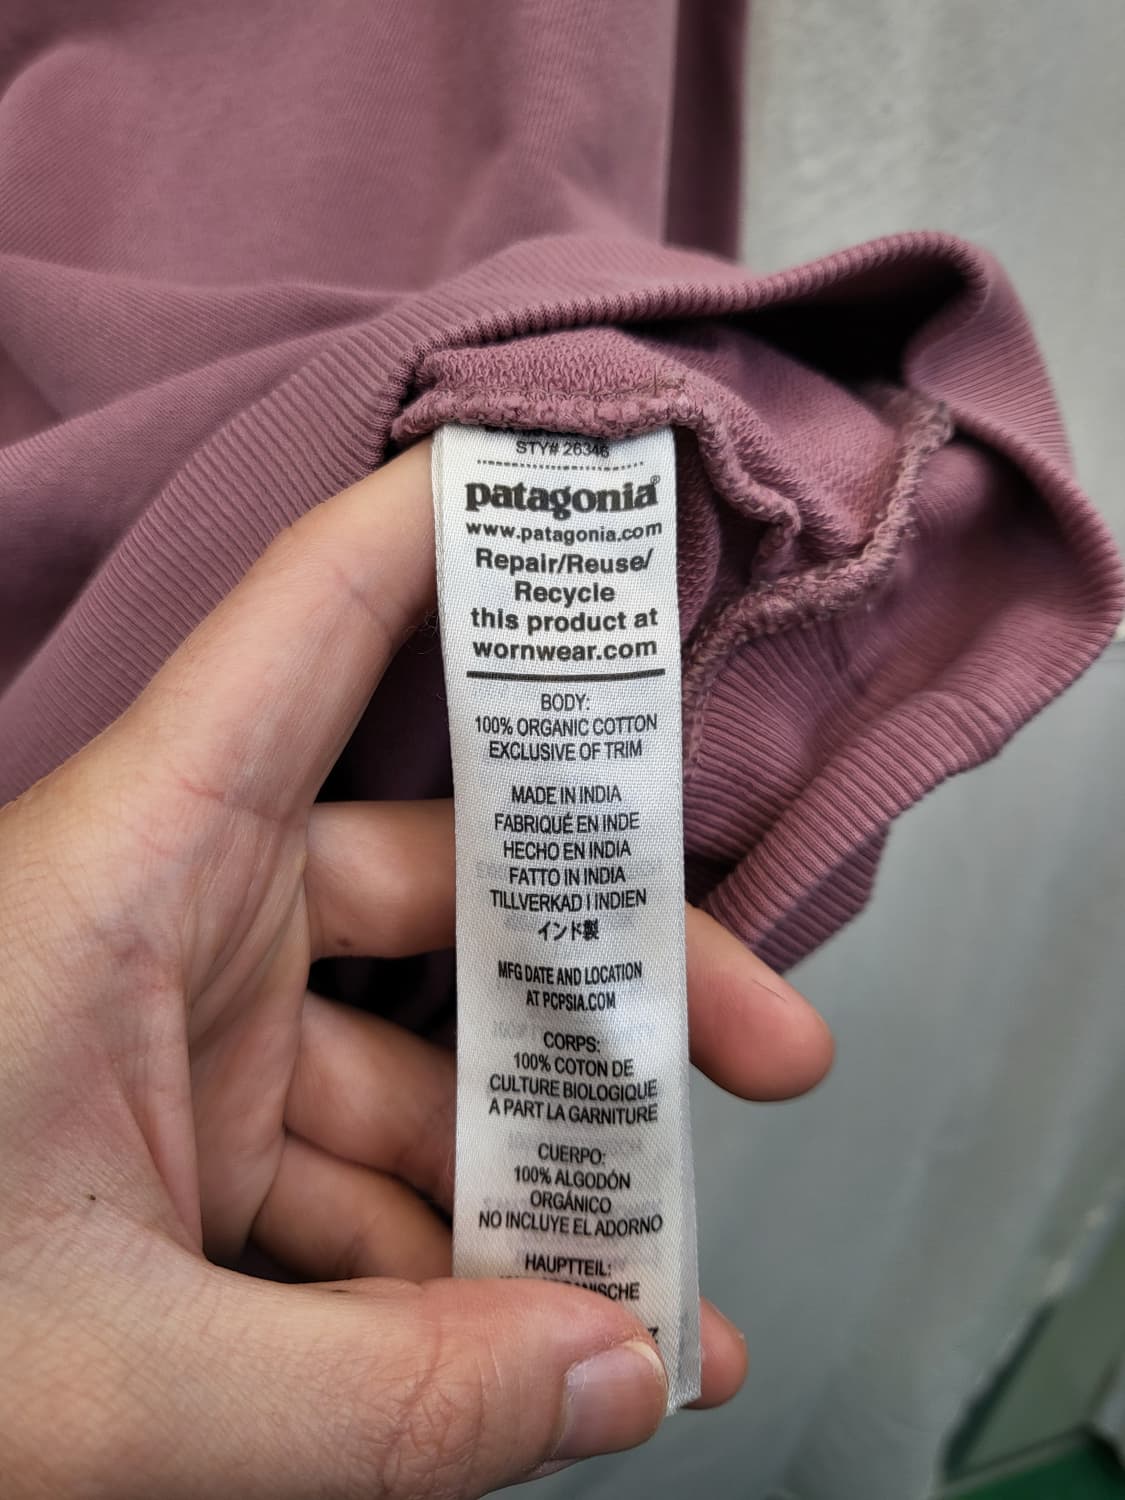 STY# 26346
patagonia®
www.patagonia.com
Repair/Reuse/
Recycle
this product at
wornwear.com
BODY:
100% ORGANIC COTTON
EXCLUSIVE OF TRIM
MADE IN INDIA
FABRIQUÉ EN INDE
HECHO EN INDIA
FATTO IN INDIA
TILLVERKAD I INDIEN
インド製
MFG DATE AND LOCATION
AT PCPSIA.COM
CORPS:
100% COTON DE
CULTURE BIOLOGIQUE
A PART LA GARNITURE
CUERPO:
100% ALGODÓN
ORGÁNICO
NO INCLUYE EL ADORNO
HAUPTTEIL: